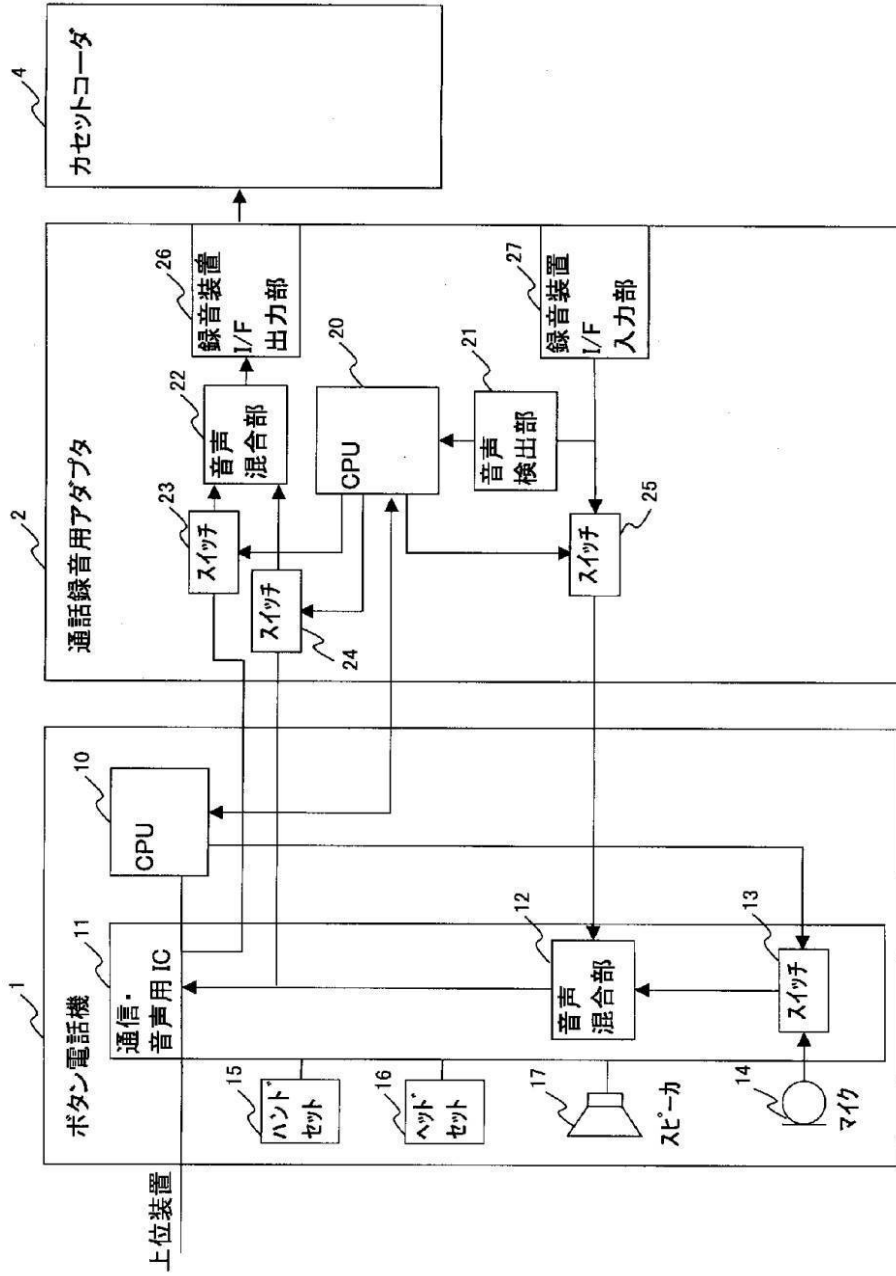 上位装置
1
ボタン電話機
11
通信・
音声用IC
10
CPU
15
ハンド
セット
16
ヘッド
セット
17
スピーカ
14
マイク
12
音声
混合部
13
スイッチ
2
通話録音用アダプタ
23
スイッチ
24
スイッチ
22
音声
混合部
26
録音装置
I/F
出力部
20
CPU
21
音声
検出部
25
スイッチ
27
録音装置
I/F
入力部
4
カセットコーダ